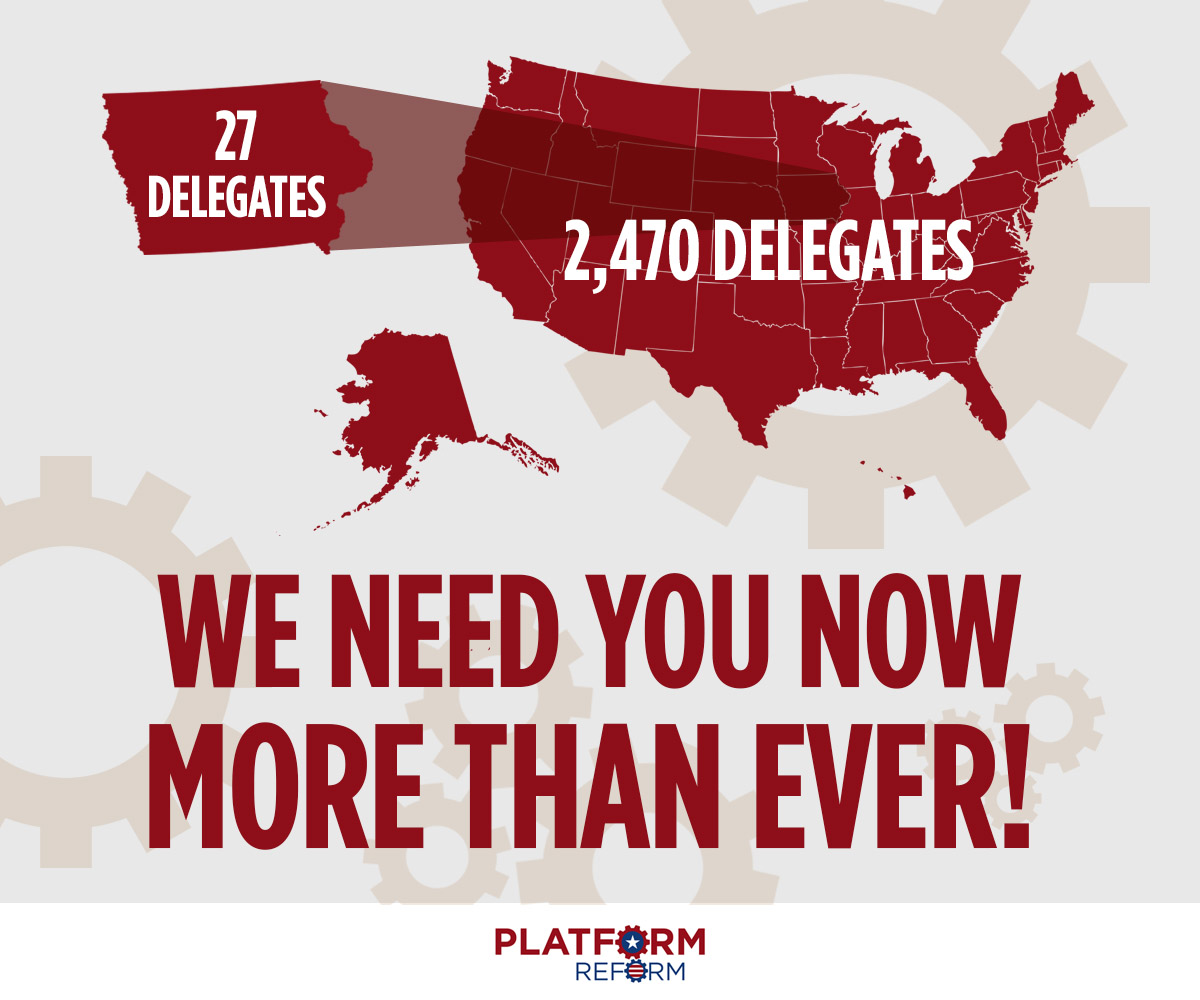 27
DELEGATES
2,470 DELEGATES
WE NEED YOU NOW
MORE THAN EVER!
PLATFORM
REFORM